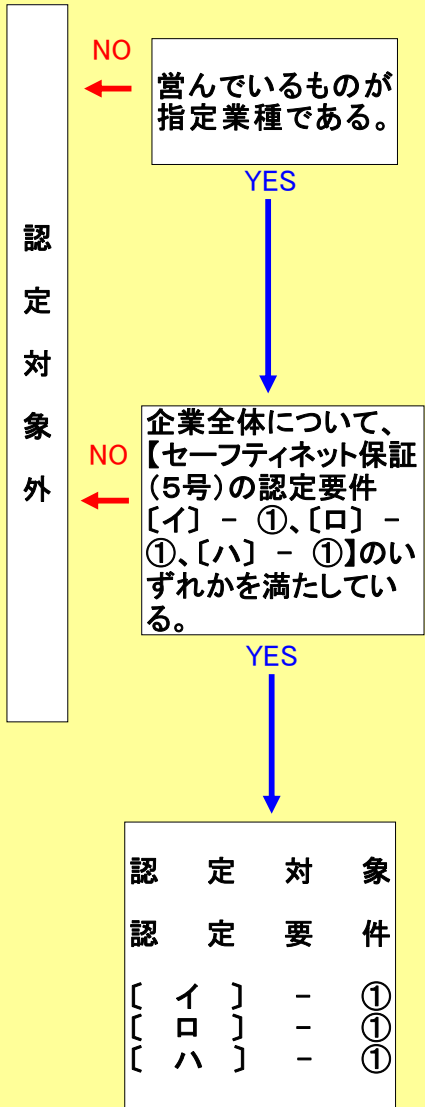 NO
営んでいるものが
指定業種である。
YES
認
定
対
象
外
NO
企業全体について、
【セーフティネット保証
(5号)の認定要件
〔イ〕 － ①、〔ロ〕 －
①、〔ハ〕 － ①】のい
ずれかを満たしてい
る。
YES
認 定 対 象
認 定 要 件
〔 イ 〕 － ①
〔 ロ 〕 － ①
〔 ハ 〕 － ①